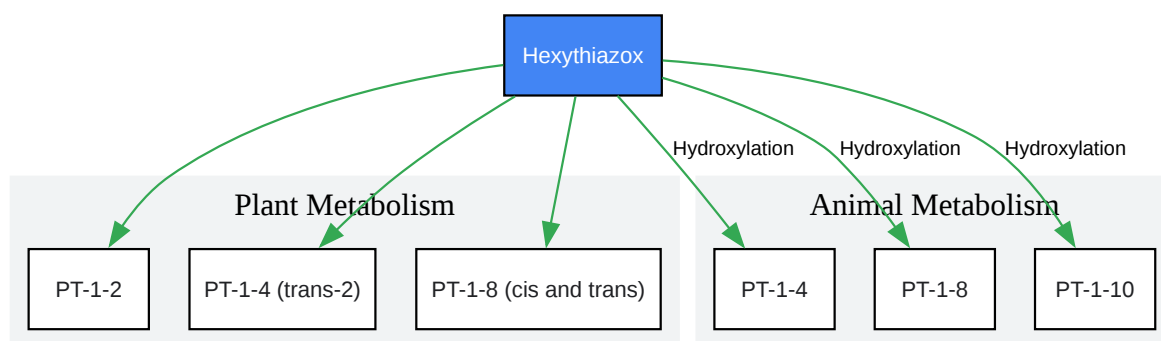 Hexythiazox
Hydroxylation
Hydroxylation
Hydroxylation
Plant Metabolism
Animal Metabolism
PT-1-2
PT-1-4 (trans-2)
PT-1-8 (cis and trans)
PT-1-4
PT-1-8
PT-1-10